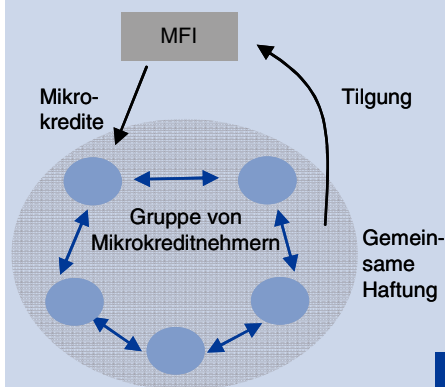 MFI
Mikro-
kredite
Tilgung
Gruppe von
Mikrokreditnehmern
Gemein-
same
Haftung